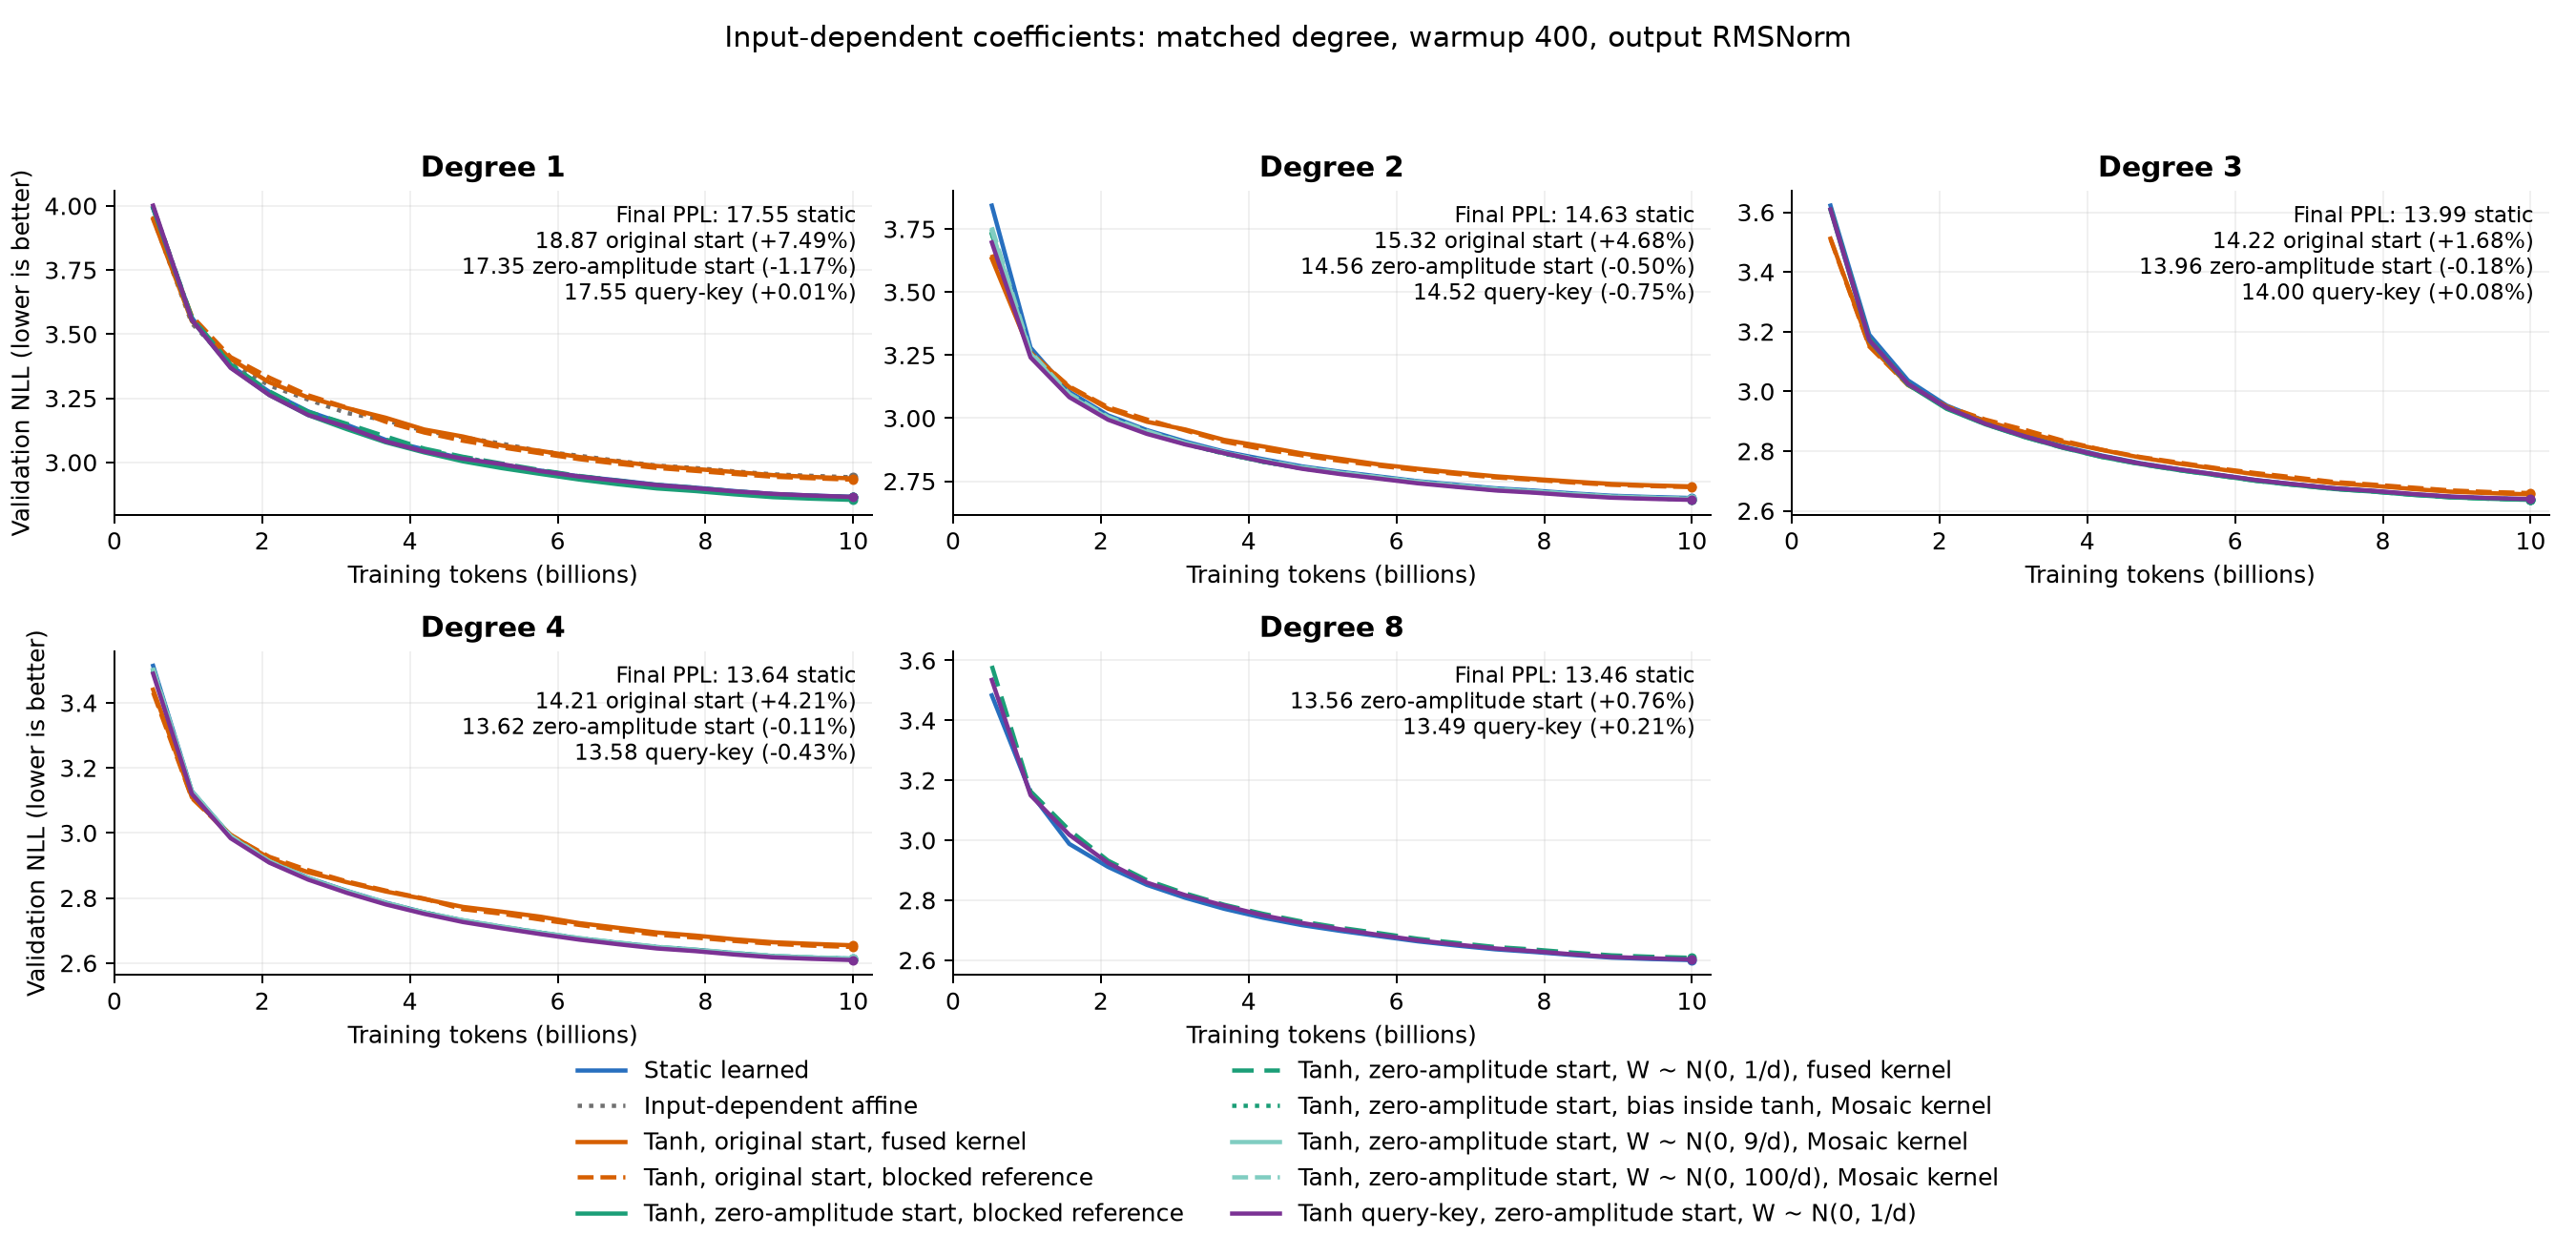 Input-dependent coefficients: matched degree, warmup 400, output RMSNorm
Degree 1
Validation NLL (lower is better)
4.00
3.75
3.50
3.25
3.00
Final PPL: 17.55 static
18.87 original start (+7.49%)
17.35 zero-amplitude start (-1.17%)
17.55 query-key (+0.01%)
0 2 4 6 8 10
Training tokens (billions)
Degree 2
3.75
3.50
3.25
3.00
2.75
Final PPL: 14.63 static
15.32 original start (+4.68%)
14.56 zero-amplitude start (-0.50%)
14.52 query-key (-0.75%)
0 2 4 6 8 10
Training tokens (billions)
Degree 3
3.6
3.4
3.2
3.0
2.8
2.6
Final PPL: 13.99 static
14.22 original start (+1.68%)
13.96 zero-amplitude start (-0.18%)
14.00 query-key (+0.08%)
0 2 4 6 8 10
Training tokens (billions)
Degree 4
Validation NLL (lower is better)
3.4
3.2
3.0
2.8
2.6
Final PPL: 13.64 static
14.21 original start (+4.21%)
13.62 zero-amplitude start (-0.11%)
13.58 query-key (-0.43%)
0 2 4 6 8 10
Training tokens (billions)
Degree 8
3.6
3.4
3.2
3.0
2.8
2.6
Final PPL: 13.46 static
13.56 zero-amplitude start (+0.76%)
13.49 query-key (+0.21%)
0 2 4 6 8 10
Training tokens (billions)
Static learned
Input-dependent affine
Tanh, original start, fused kernel
Tanh, original start, blocked reference
Tanh, zero-amplitude start, blocked reference
Tanh, zero-amplitude start, W ~ N(0, 1/d), fused kernel
Tanh, zero-amplitude start, bias inside tanh, Mosaic kernel
Tanh, zero-amplitude start, W ~ N(0, 9/d), Mosaic kernel
Tanh, zero-amplitude start, W ~ N(0, 100/d), Mosaic kernel
Tanh query-key, zero-amplitude start, W ~ N(0, 1/d)